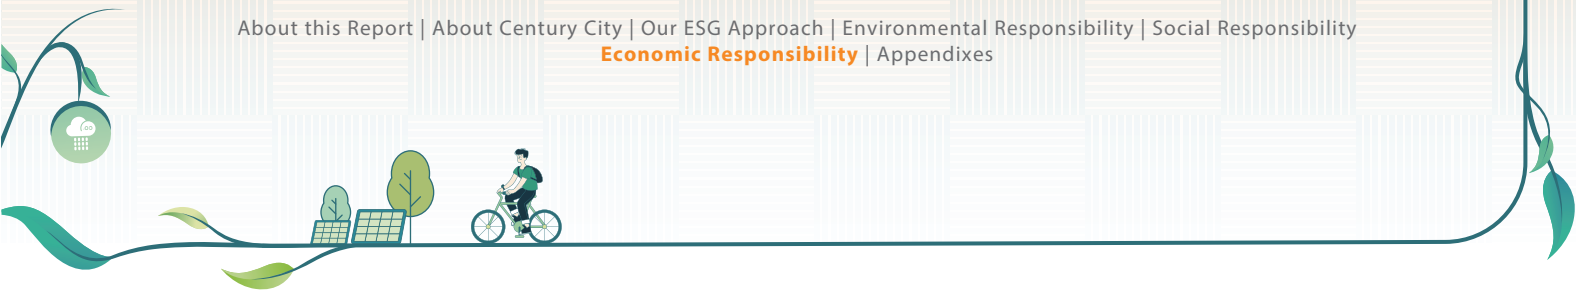 About this Report | About Century City | Our ESG Approach | Environmental Responsibility | Social Responsibility
Economic Responsibility | Appendixes